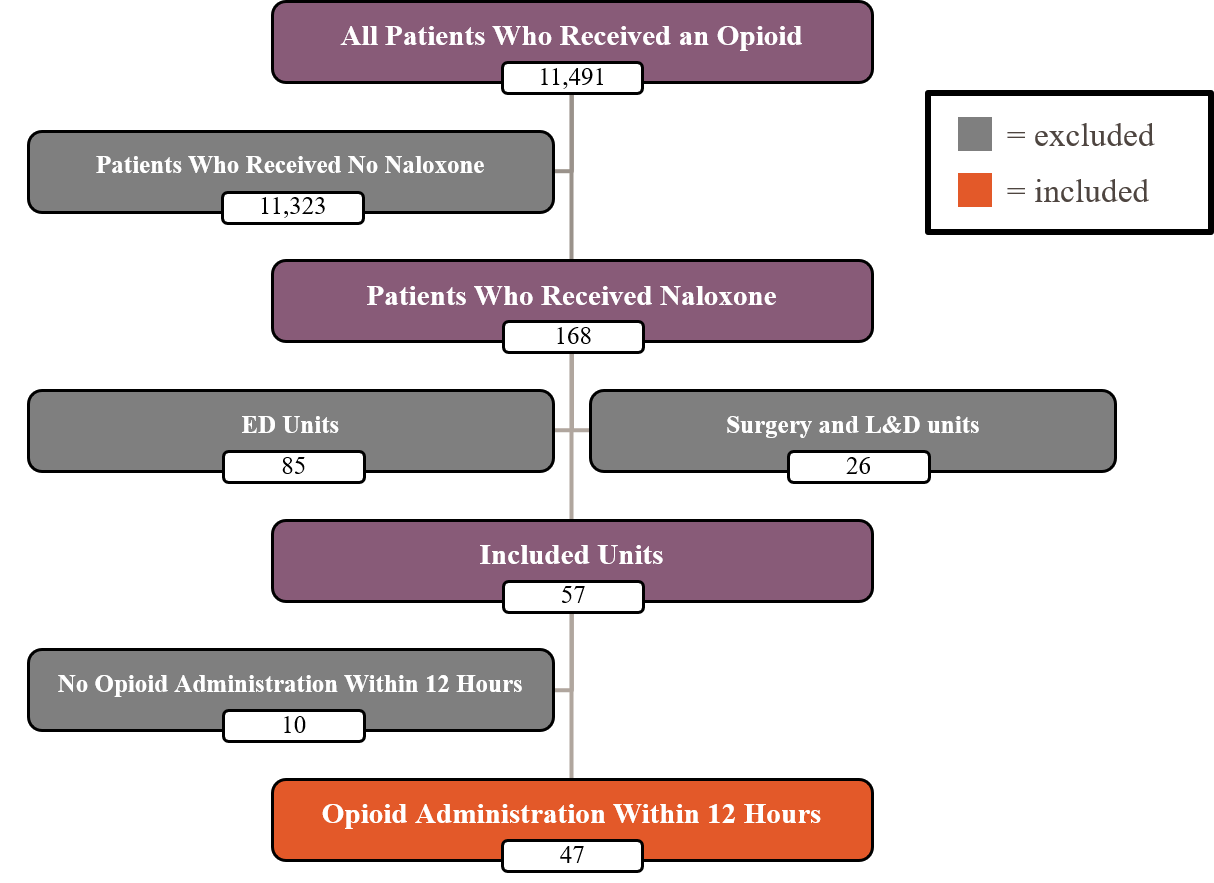 All Patients Who Received an Opioid
11,491
= excluded
= included
Patients Who Received No Naloxone
11,323
Patients Who Received Naloxone
168
ED Units
85
Surgery and L&D units
26
Included Units
57
No Opioid Administration Within 12 Hours
10
Opioid Administration Within 12 Hours
47